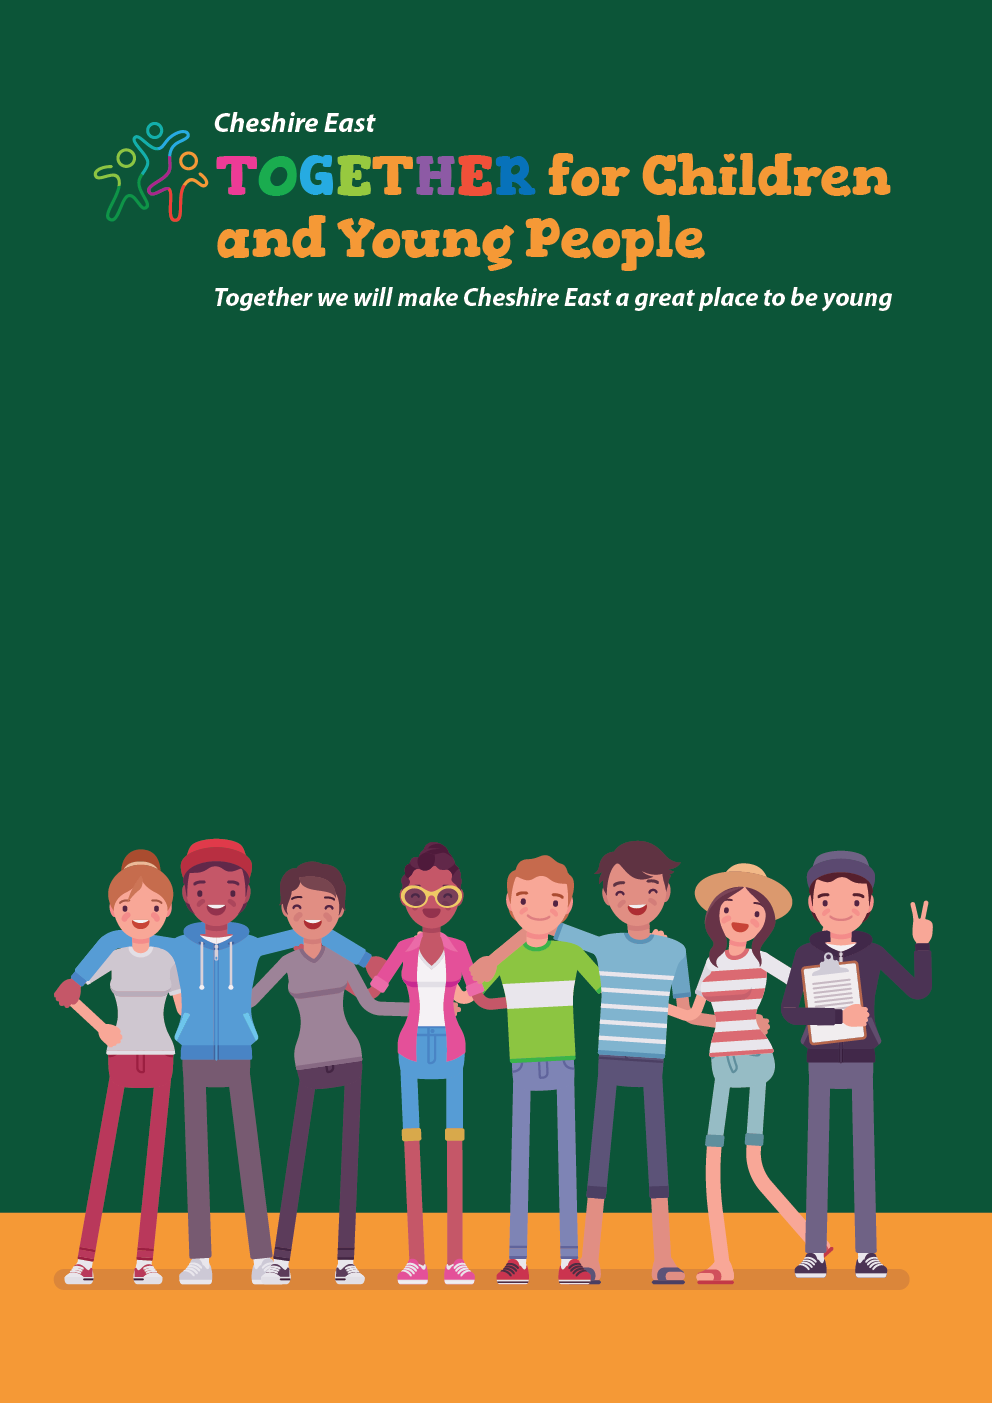 Cheshire East
TOGETHER for Children
and Young People
Together we will make Cheshire East a great place to be young